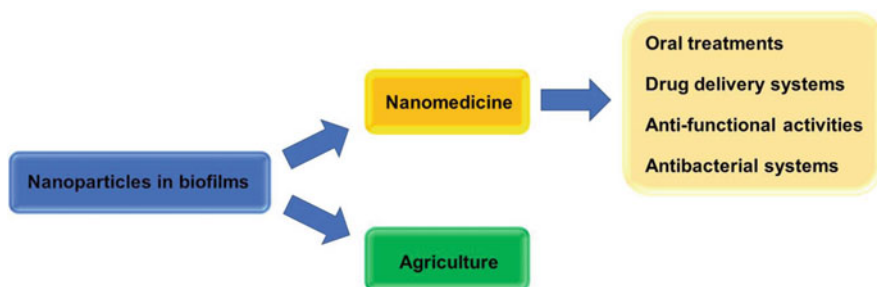 Nanoparticles in biofilms
Nanomedicine
Agriculture
Oral treatments
Drug delivery systems
Anti-functional activities
Antibacterial systems